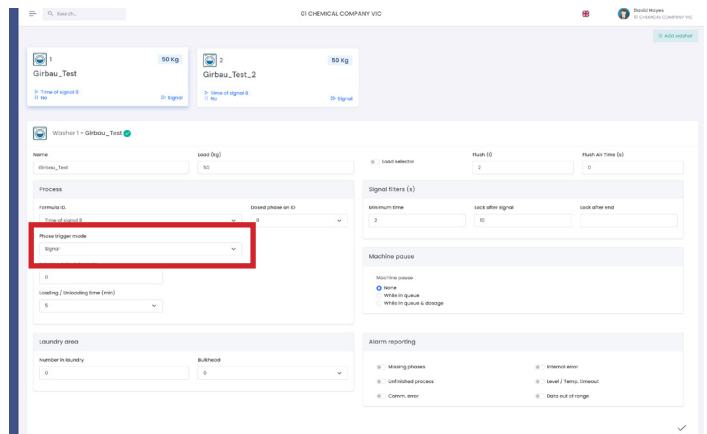 Search...
01 CHEMICAL COMPANY VIC
David Hayes
01 CHEMICAL COMPANY VIC
Add washer
1
50 Kg
Girbau_Test
Time of signal 8
No
Signal
2
50 Kg
Girbau_Test_2
Time of signal 8
No
Signal
Washer 1 - Girbau_Test
Name
Load (Kg)
Load selector
Flush (l)
Flush Air Time (s)
Girbau_Test
50
2
0
Process
Signal filters (s)
Formula ID.
Dosed phase on ID
Minimum time
Lock after signal
Lock after end
Time of signal 8
2
10
Phase trigger mode
Signal
Machine pause
0
Machine pause
None
While in queue
While in queue & dosage
Loading / Unloading time (min)
5
Laundry area
Alarm reporting
Number in laundry
Bulkhead
0
0
Missing phases
Internal error
Unfinished process
Level / Temp. timeout
Comm. error
Data out of range